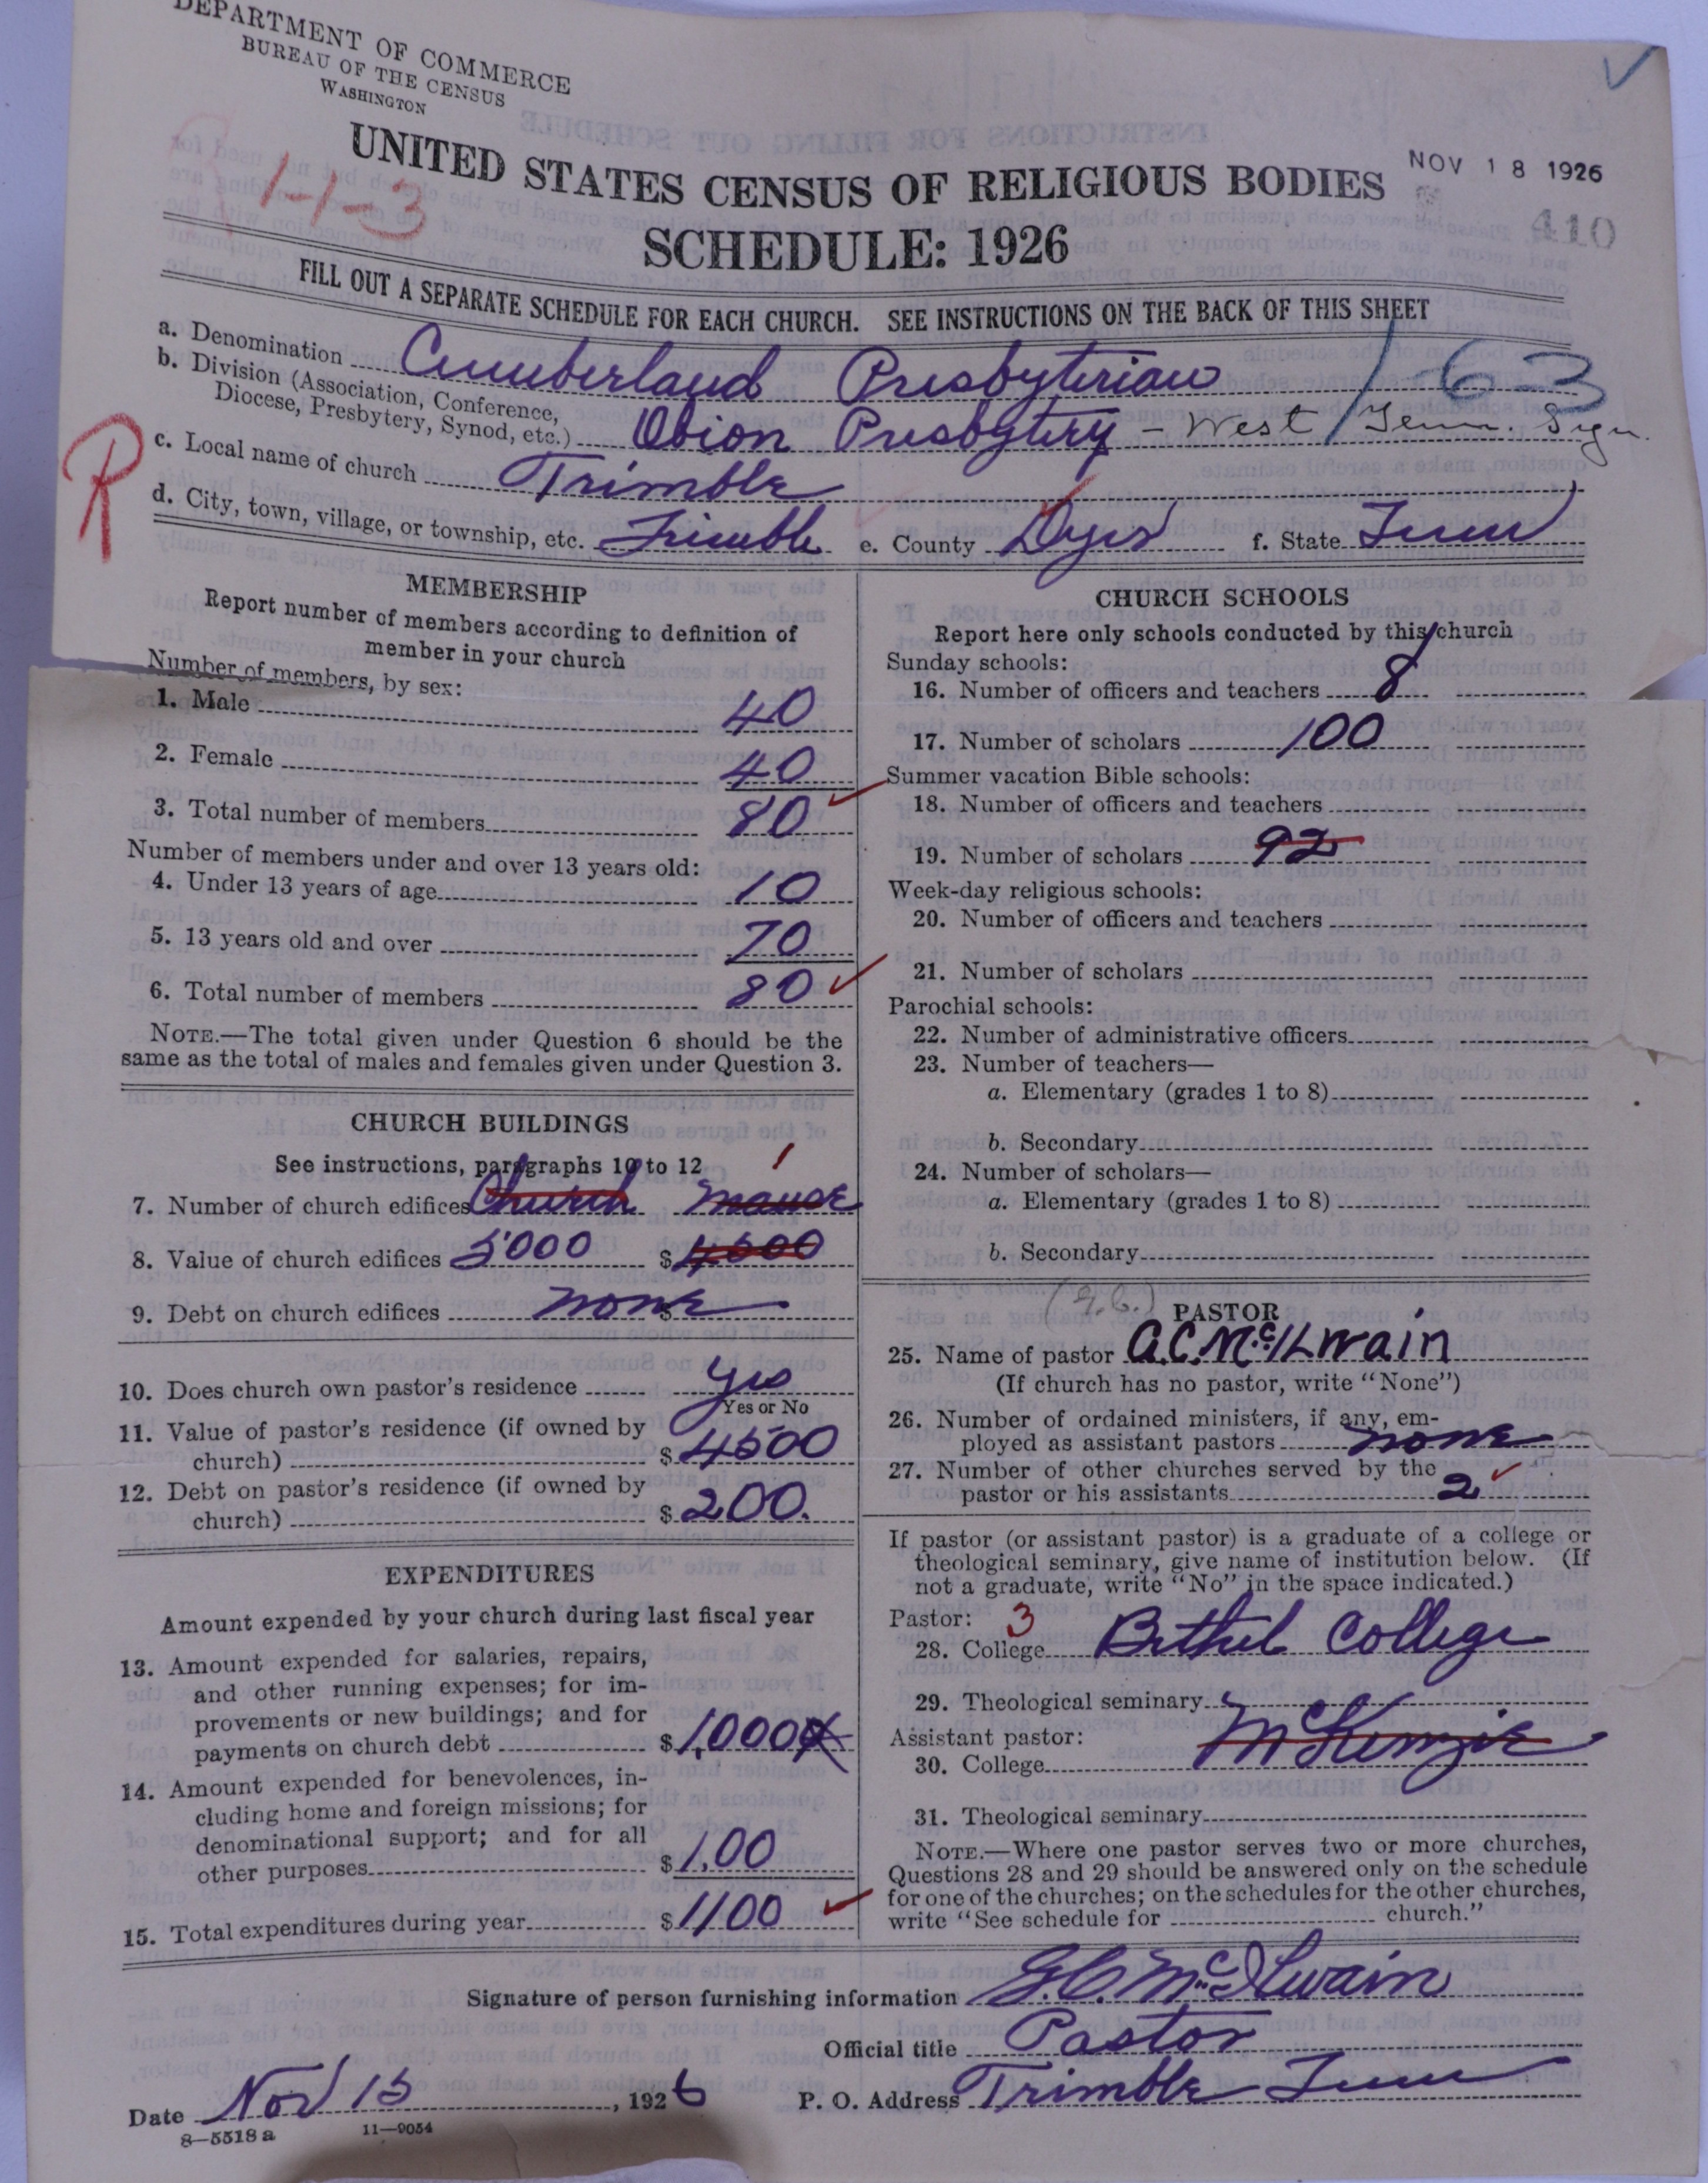 DEPARTMENT OF COMMERCE
BUREAU OF THE CENSUS
WASHINGTON
1-1-3
UNITED STATES CENSUS OF RELIGIOUS BODIES
NOV 18 1926
410
SCHEDULE: 1926
FILL OUT A SEPARATE SCHEDULE FOR EACH CHURCH. SEE INSTRUCTIONS ON THE BACK OF THIS SHEET
a. Denomination Cumberland Presbyterian 1-63
b. Division (Association, Conference,
Diocese, Presbytery, Synod, etc.) Obion Presbytery - West Tenn. Syn.
R
c. Local name of church Trimble
d. City, town, village, or township, etc. Trimble e. County Dyer f. State Tenn
MEMBERSHIP
Report number of members according to definition of
member in your church
Number of members, by sex:
1. Male 40
2. Female 40
3. Total number of members 80
Number of members under and over 13 years old:
4. Under 13 years of age 10
5. 13 years old and over 70
6. Total number of members 80
NOTE.—The total given under Question 6 should be the
same as the total of males and females given under Question 3.
CHURCH BUILDINGS
See instructions, paragraphs 10 to 12 1
7. Number of church edifices Church manse
8. Value of church edifices 5000 $ 4500
9. Debt on church edifices none $
10. Does church own pastor's residence yes
Yes or No
11. Value of pastor's residence (if owned by
church) $ 4500
12. Debt on pastor's residence (if owned by
church) $ 200.
EXPENDITURES
Amount expended by your church during last fiscal year
13. Amount expended for salaries, repairs,
and other running expenses; for im-
provements or new buildings; and for
payments on church debt $ 1,000
14. Amount expended for benevolences, in-
cluding home and foreign missions; for
denominational support; and for all
other purposes $ 1,00
15. Total expenditures during year $ 1100
CHURCH SCHOOLS
Report here only schools conducted by this church
Sunday schools:
16. Number of officers and teachers 8
17. Number of scholars 100
Summer vacation Bible schools:
18. Number of officers and teachers
19. Number of scholars 92
Week-day religious schools:
20. Number of officers and teachers
21. Number of scholars
Parochial schools:
22. Number of administrative officers
23. Number of teachers—
a. Elementary (grades 1 to 8)
b. Secondary
24. Number of scholars—
a. Elementary (grades 1 to 8)
b. Secondary
PASTOR
25. Name of pastor G.C. McIlwain
(If church has no pastor, write "None")
26. Number of ordained ministers, if any, em-
ployed as assistant pastors none
27. Number of other churches served by the
pastor or his assistants 2
If pastor (or assistant pastor) is a graduate of a college or
theological seminary, give name of institution below. (If
not a graduate, write "No" in the space indicated.)
Pastor: 3
28. College Bethel College
29. Theological seminary
Assistant pastor: McKenzie
30. College
31. Theological seminary
NOTE.—Where one pastor serves two or more churches,
Questions 28 and 29 should be answered only on the schedule
for one of the churches; on the schedules for the other churches,
write "See schedule for church."
Signature of person furnishing information G.C. McIlwain
Official title Pastor
Date Nov 15, 1926 P. O. Address Trimble Tenn
8—5518 a 11—9054